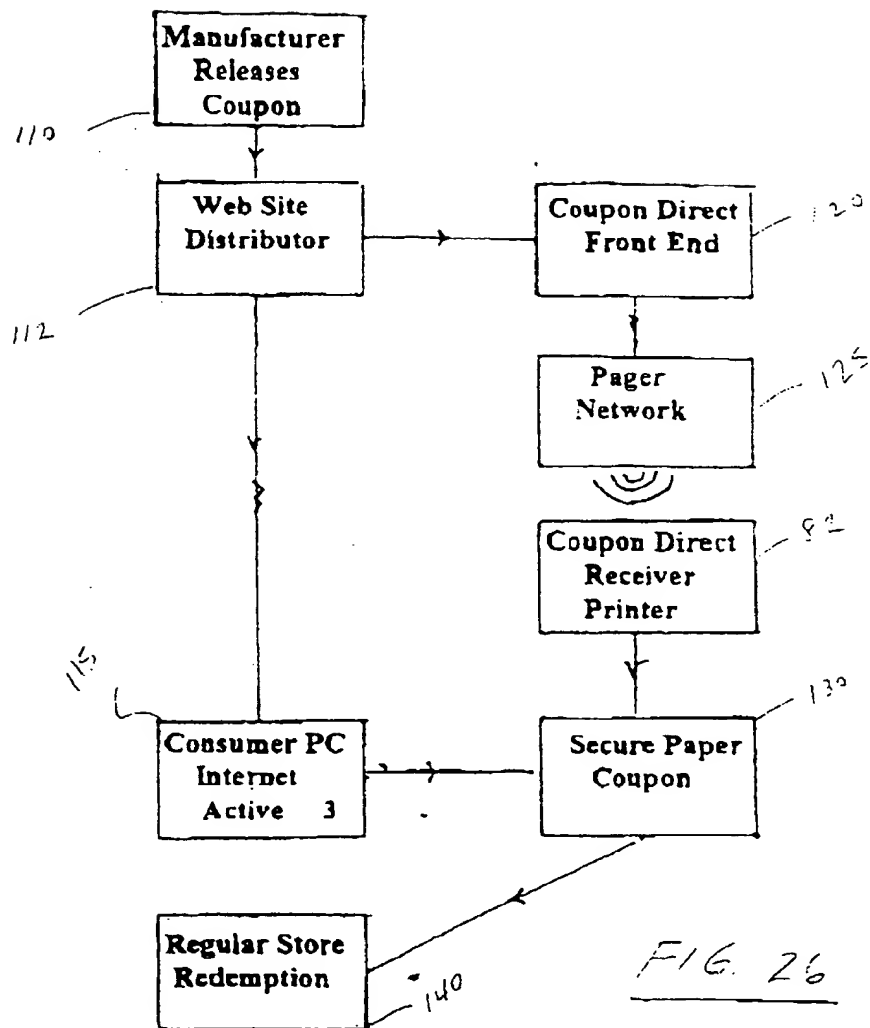 Manufacturer
Releases
Coupon
110
Web Site
Distributor
112
Coupon Direct
Front End
120
Pager
Network
125
Coupon Direct
Receiver
Printer
82
115
Consumer PC
Internet
Active 3
Secure Paper
Coupon
130
Regular Store
Redemption
140
FIG. 26